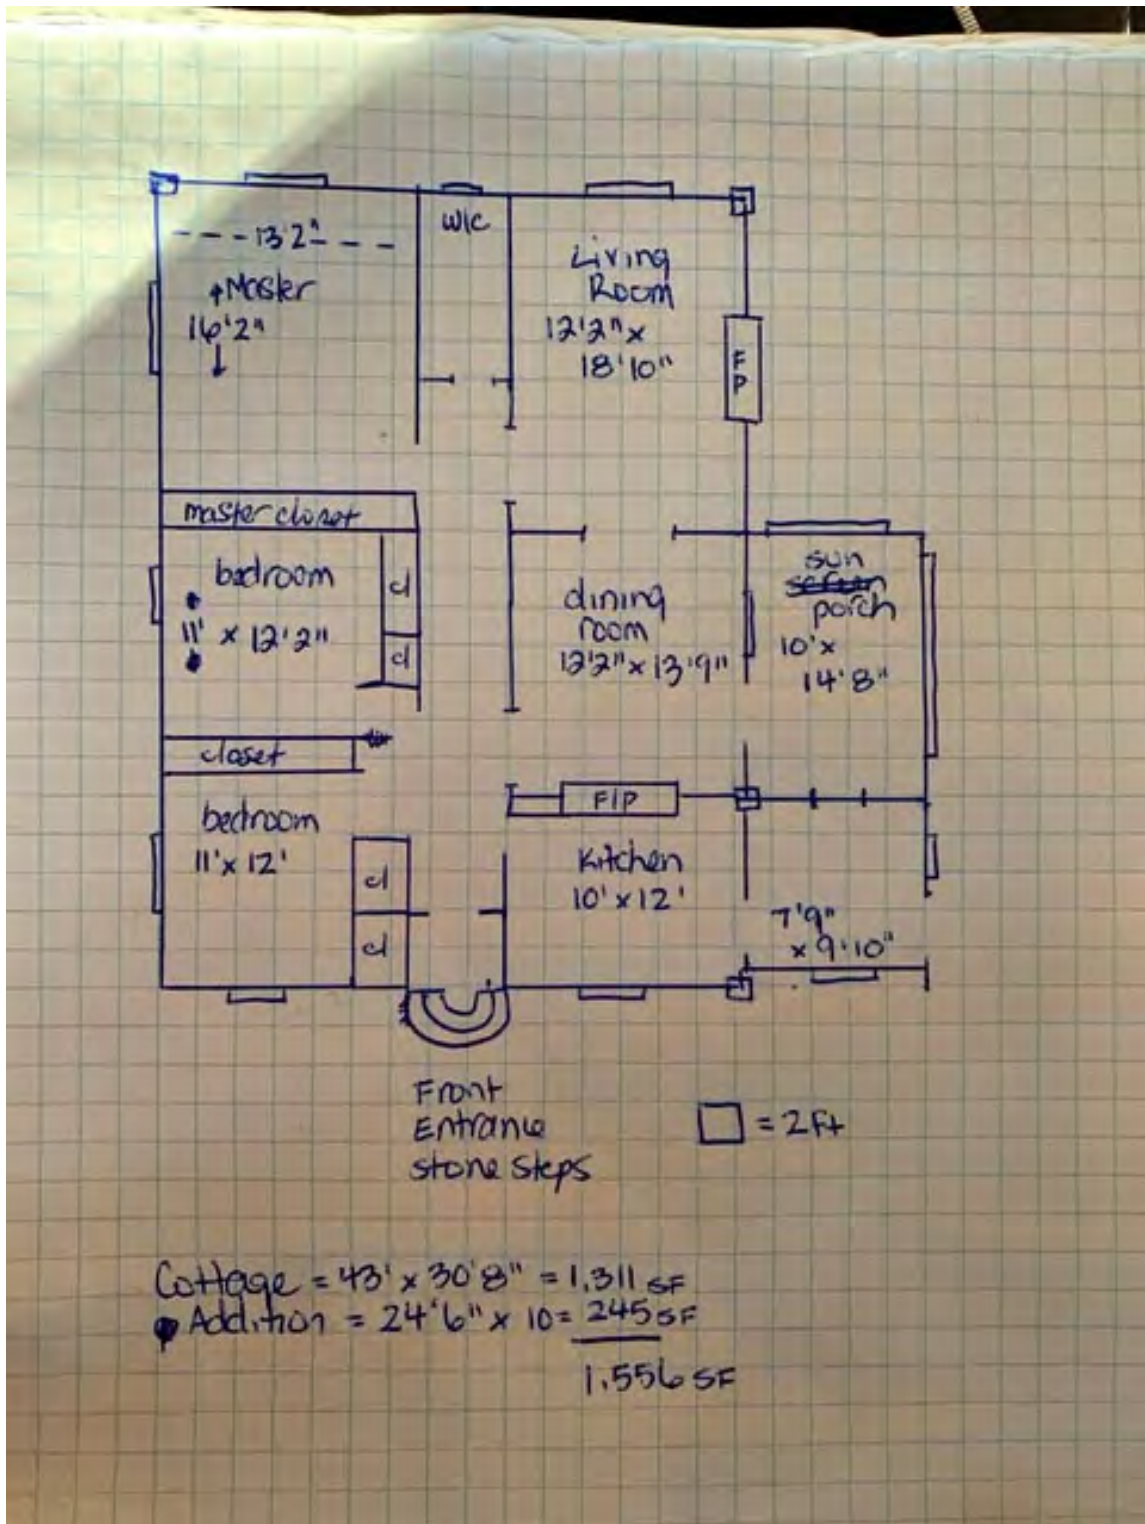 13'2"
Master
16'2"
WIC
Living
Room
12'2" x
18'10"
F
P
master closet
bedroom
11' x 12'2"
cl
cl
dining
room
12'2" x 13'9"
sun
porch
10' x
14'8"
closet
bedroom
11' x 12'
cl
cl
F/P
Kitchen
10' x 12'
7'9"
x 9'10"
Front
Entrance
stone steps
= 2Ft
Cottage = 43' x 30'8" = 1,311 SF
Addition = 24'6" x 10 = 245 SF
1,556 SF